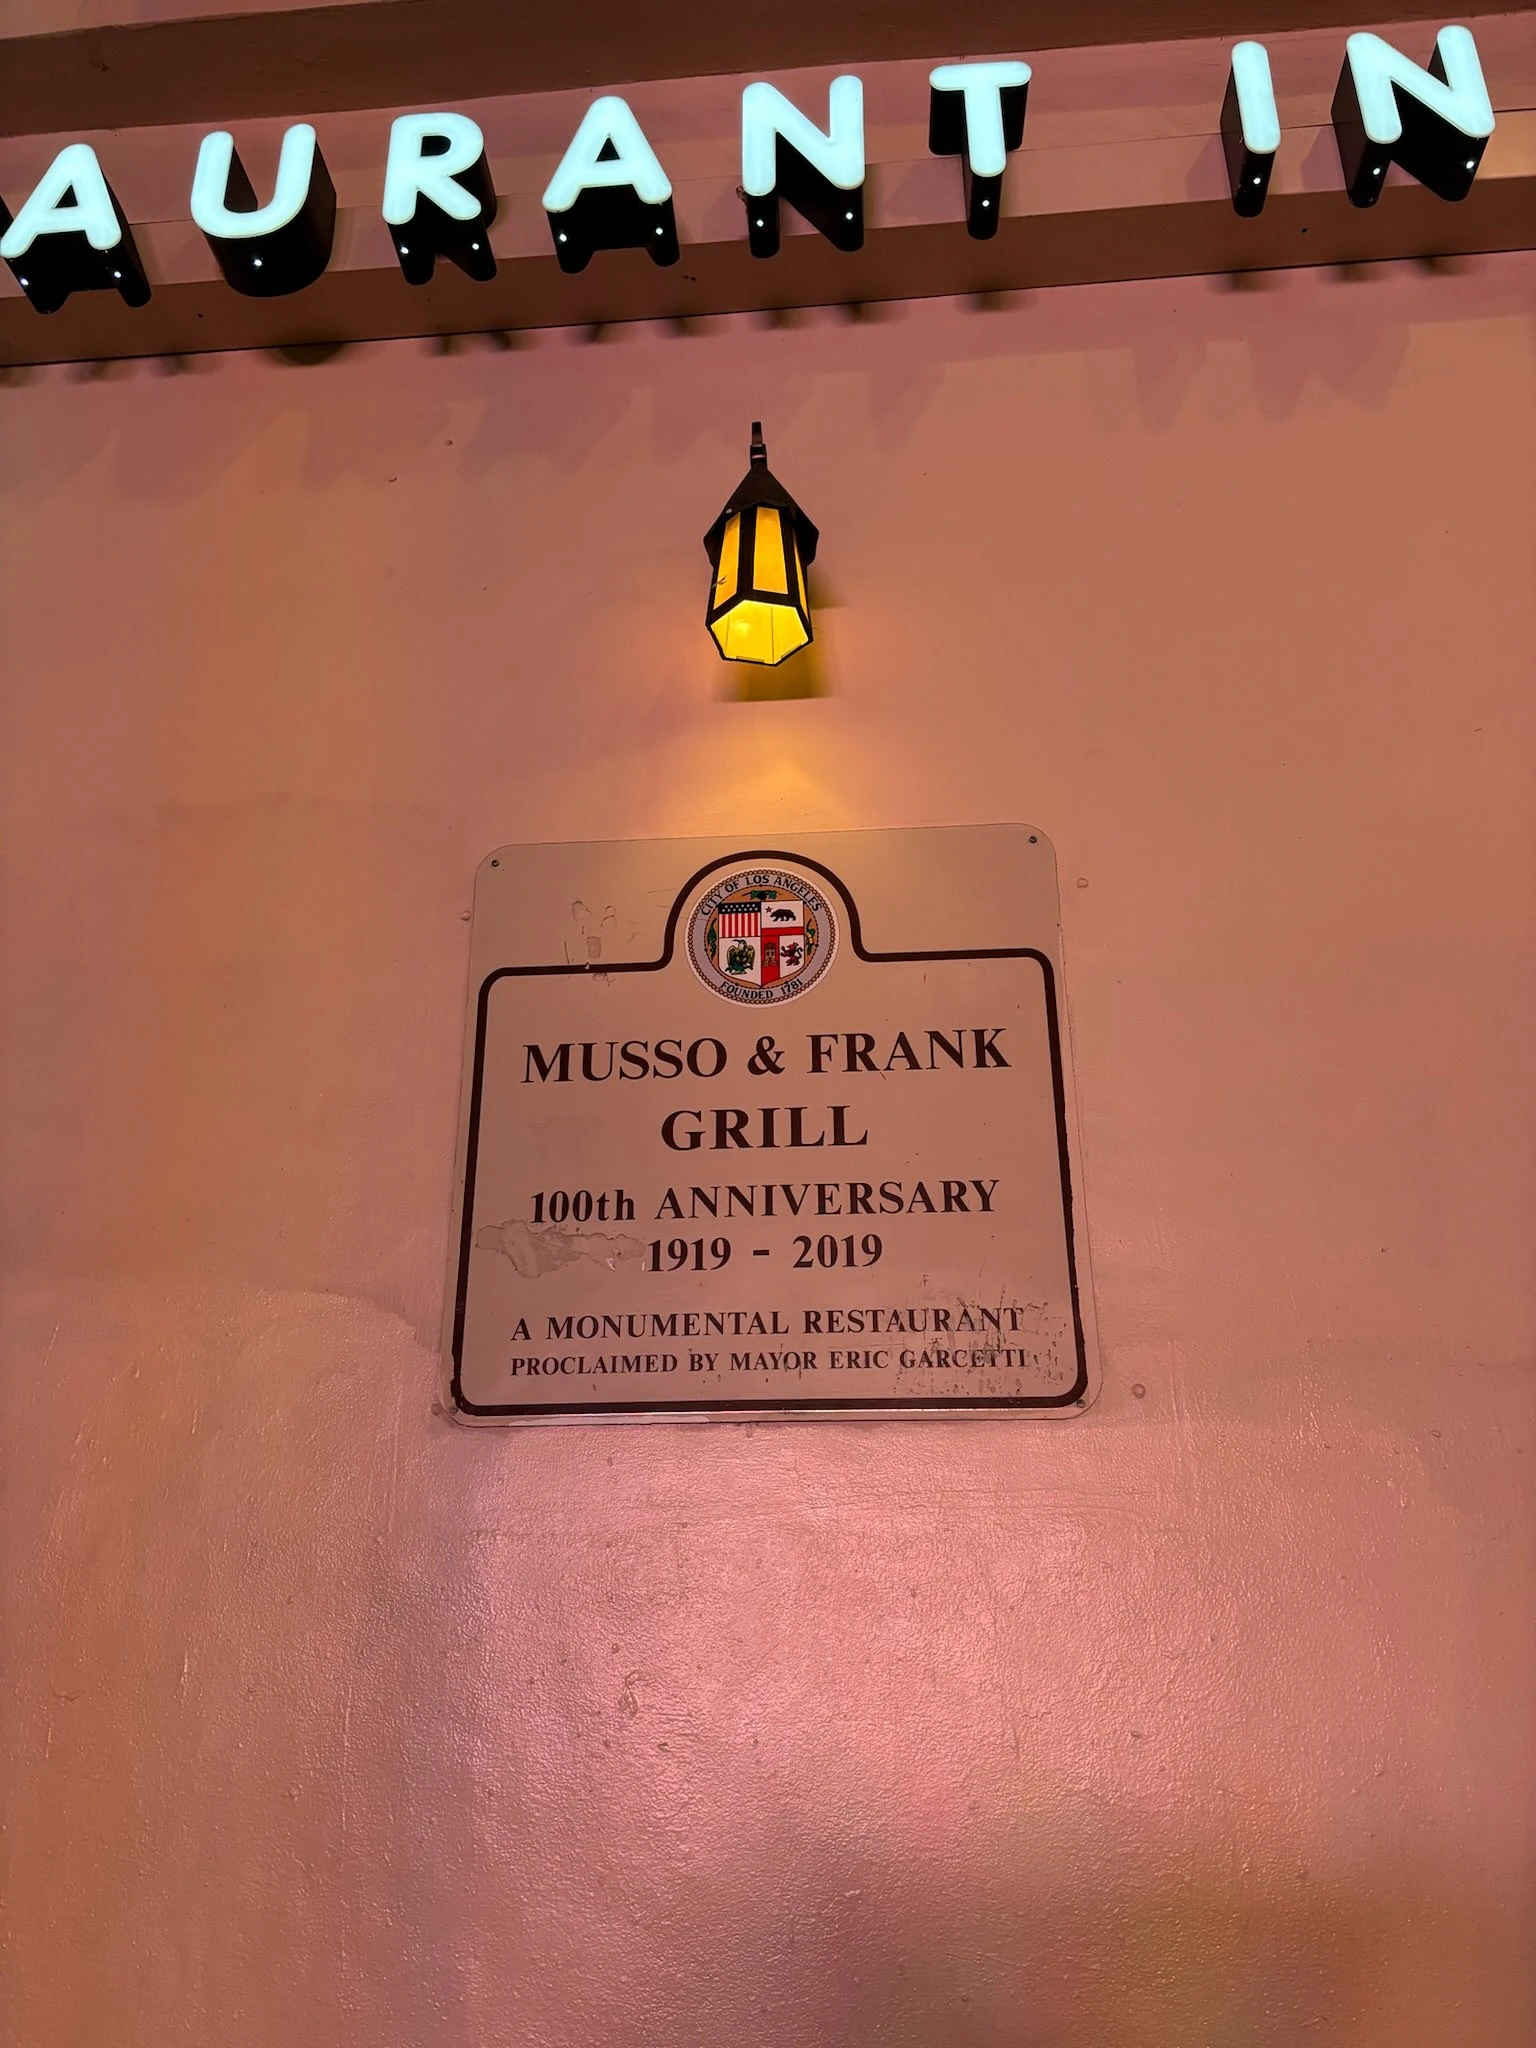 AURANT IN
CITY OF LOS ANGELES
FOUNDED 1781
MUSSO & FRANK
GRILL
100th ANNIVERSARY
1919 - 2019
A MONUMENTAL RESTAURANT
PROCLAIMED BY MAYOR ERIC GARCETTI